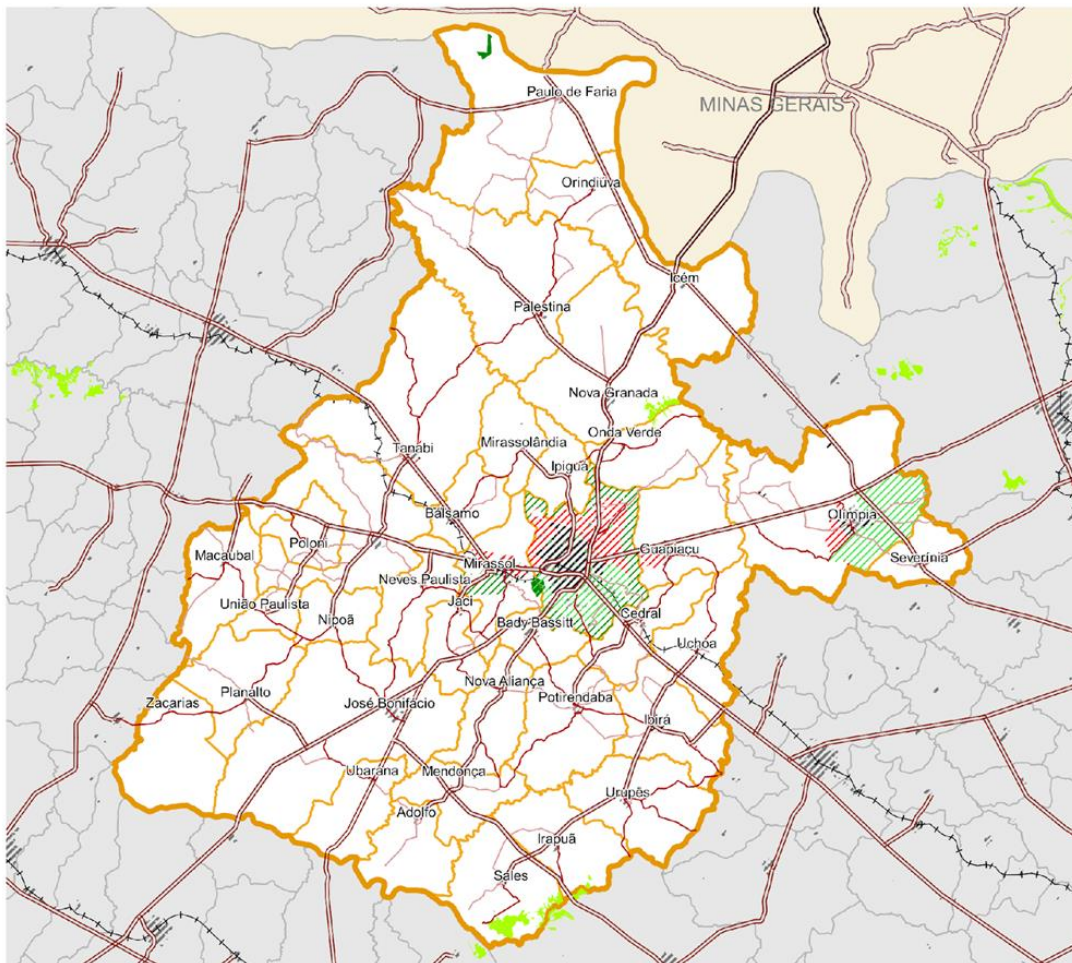 Paulo de Faria
MINAS GERAIS
Orindiúva
Icém
Palestina
Nova Granada
Onda Verde
Mirassolândia
Tanabi
Ipiguá
Bálsamo
Olímpia
Guapiaçu
Severínia
Poloni
Macaubal
Mirassol
Neves Paulista
Jaci
União Paulista
Nipoã
Bady Bassitt
Cedral
Uchoa
Nova Aliança
Planalto
Zacarias
José Bonifácio
Potirendaba
Ibirá
Ubarana
Mendonça
Urupês
Adolfo
Irapuã
Sales